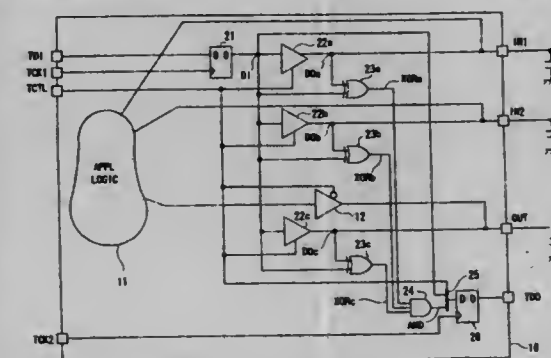 TDI
TCK1
TCTL
21
D D
DI
22a
DOa
23a
XORa
IN1
22b
DOb
23b
XORb
IN2
APPL
LOGIC
11
12
OUT
22c
DOc
23c
XORc
24
AND
25
D D
20
TDO
TCK2
10